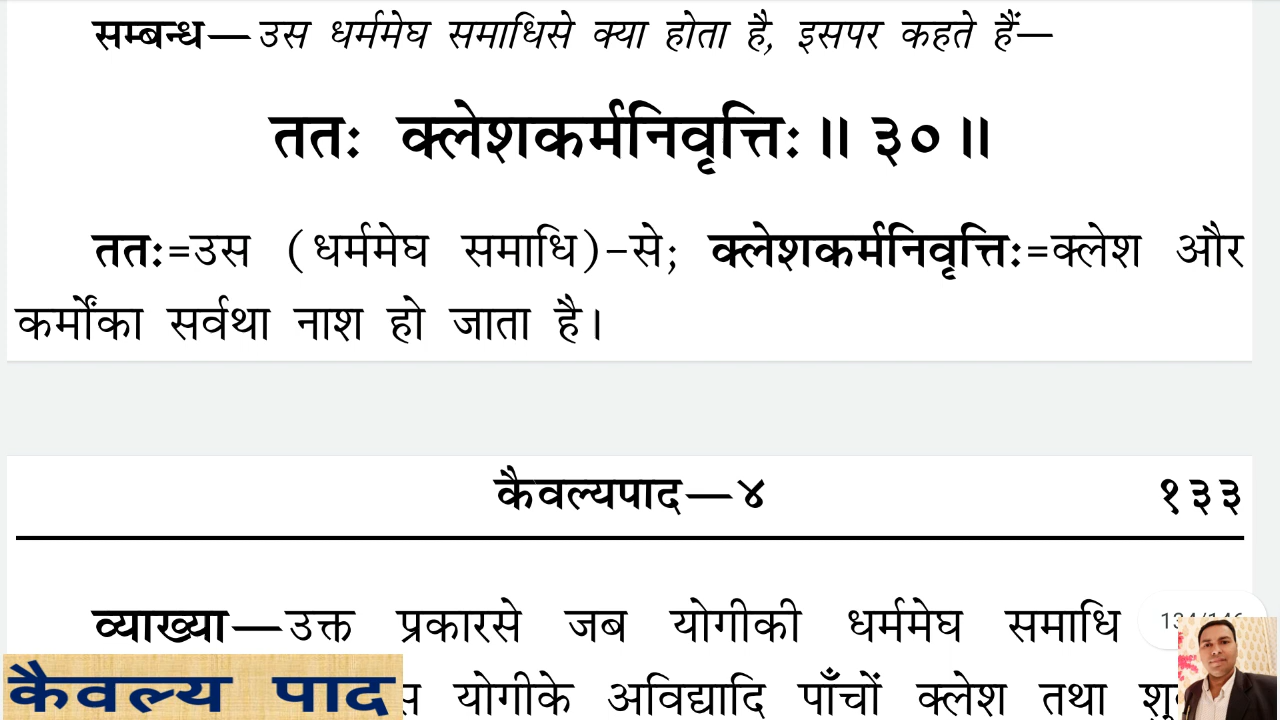 सम्बन्ध—उस धर्ममेघ समाधिसे क्या होता है, इसपर कहते हैं—
ततः क्लेशकर्मनिवृत्तिः॥ ३०॥
ततः=उस (धर्ममेघ समाधि)-से; क्लेशकर्मनिवृत्तिः=क्लेश और
कर्मोंका सर्वथा नाश हो जाता है।
कैवल्यपाद—४ १३३
व्याख्या—उक्त प्रकारसे जब योगीकी धर्ममेघ समाधि
योगीके अविद्यादि पाँचों क्लेश तथा
कैवल्य पाद